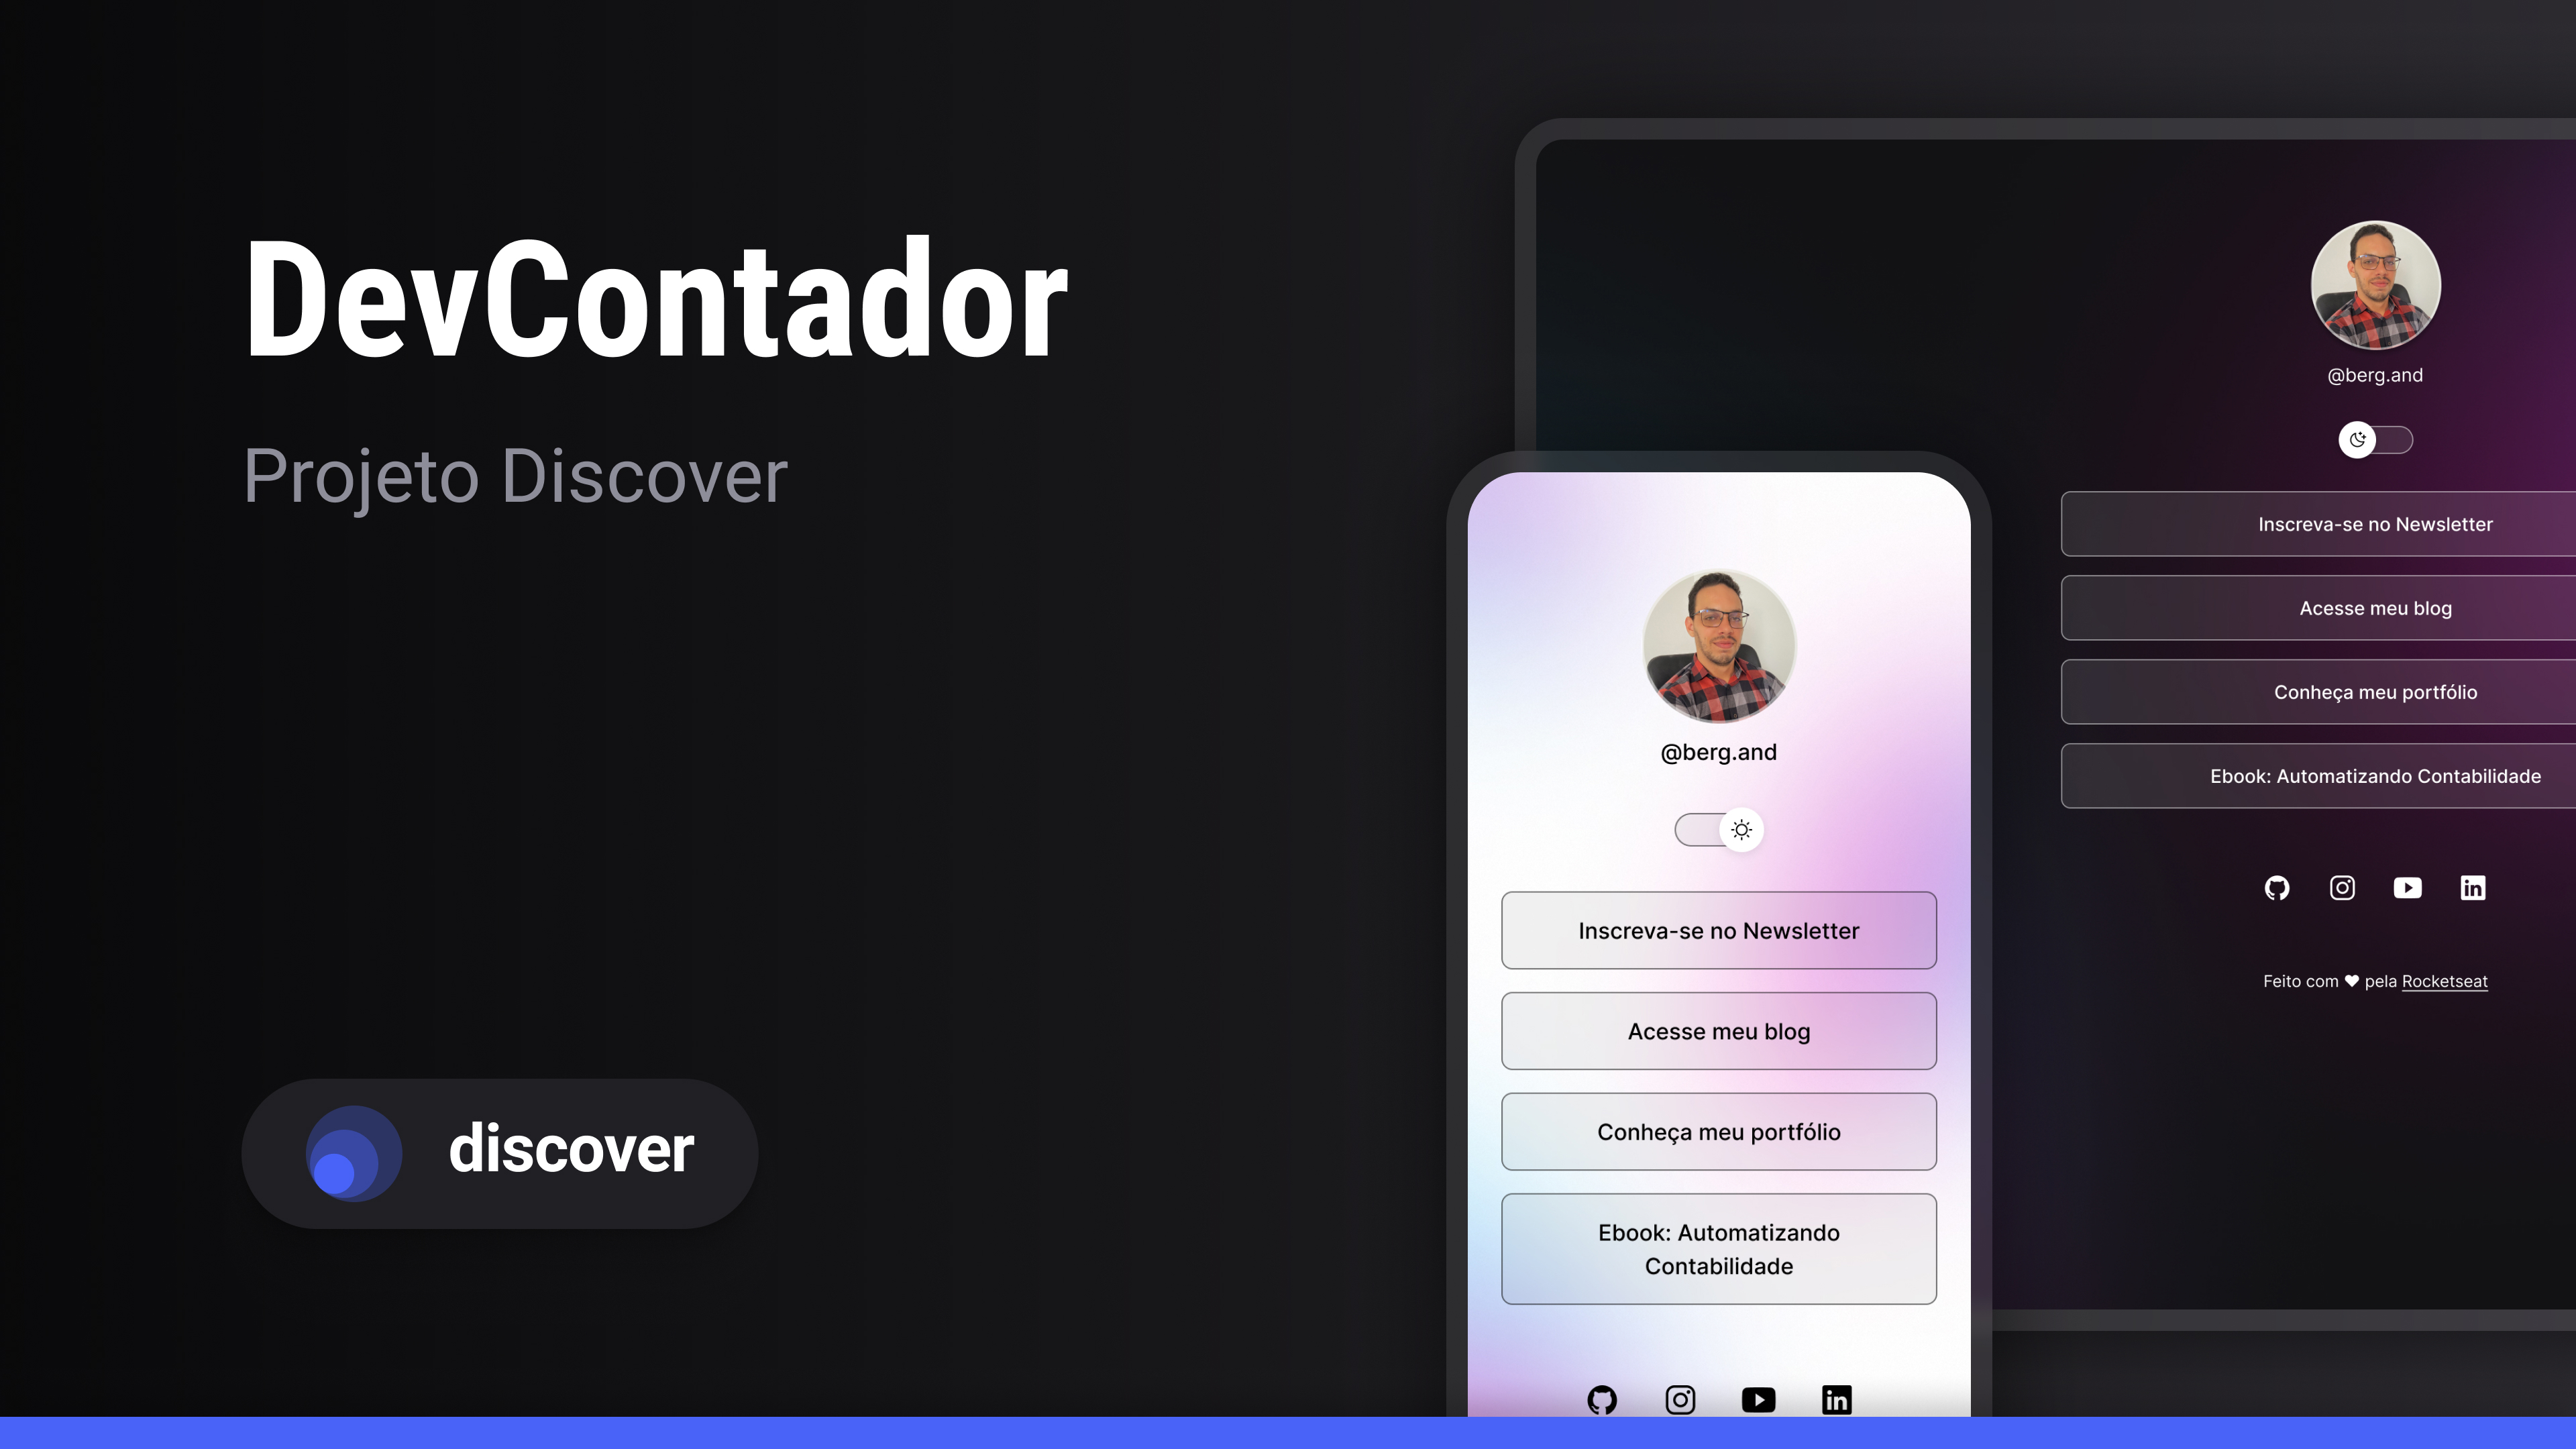 DevContador
Projeto Discover
discover
@berg.and
Inscreva-se no Newsletter
Acesse meu blog
Conheça meu portfólio
Ebook: Automatizando
Contabilidade
@berg.and
Inscreva-se no Newsletter
Acesse meu blog
Conheça meu portfólio
Ebook: Automatizando Contabilidade
Feito com ♥ pela Rocketseat